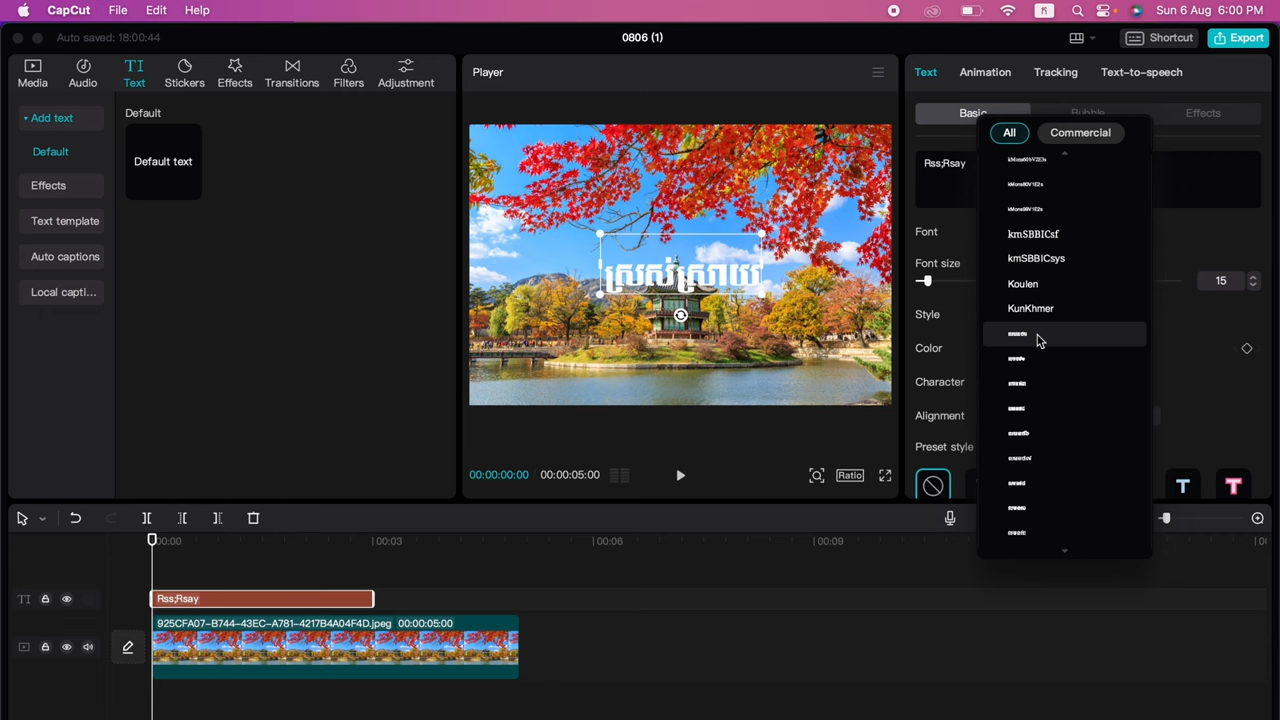 CapCut File Edit Help
Sun 6 Aug 6:00 PM
Auto saved: 18:00:44
0806 (1)
Shortcut
Export
Media Audio Text Stickers Effects Transitions Filters Adjustment
Add text
Default
Effects
Text template
Auto captions
Local capti...
Default
Default text
Player
ស្រស់ស្រាយ
00:00:00:00 00:00:05:00
Ratio
Text Animation Tracking Text-to-speech
Basic Bubble Effects
Rss;Rsay
Font
Font size
15
Style
Color
Character
Alignment
Preset style
All Commercial
kmSBBICsf
kmSBBICsys
Koulen
KunKhmer
00:00 00:03 00:06 00:09
Rss;Rsay
925CFA07-B744-43EC-A781-4217B4A04F4D.jpeg 00:00:05:00